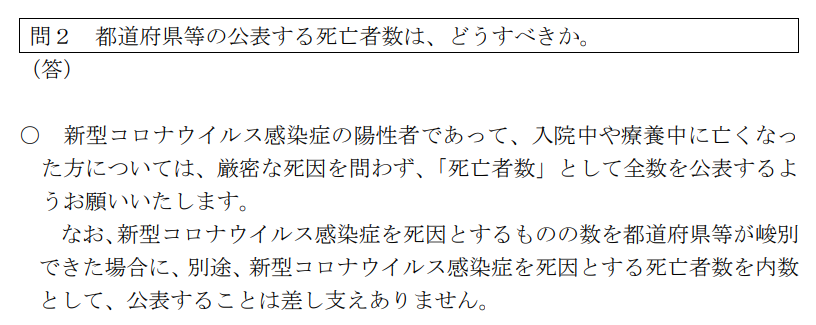 問２　都道府県等の公表する死亡者数は、どうすべきか。
（答）
○　新型コロナウイルス感染症の陽性者であって、入院中や療養中に亡くなっ
た方については、厳密な死因を問わず、「死亡者数」として全数を公表するよ
うお願いいたします。
なお、新型コロナウイルス感染症を死因とするものの数を都道府県等が峻別
できた場合に、別途、新型コロナウイルス感染症を死因とする死亡者数を内数
として、公表することは差し支えありません。